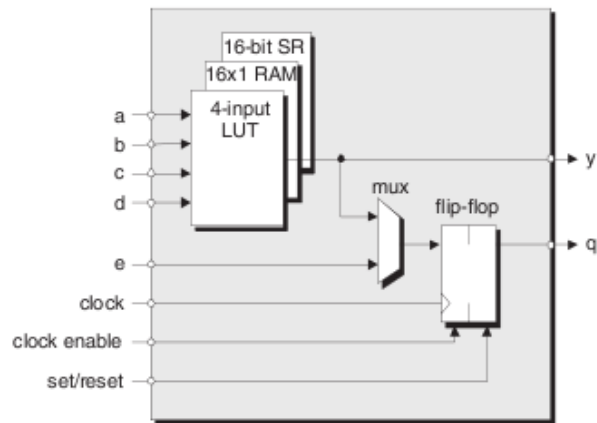 16-bit SR
16x1 RAM
4-input
LUT
a
b
c
d
y
mux
flip-flop
q
e
clock
clock enable
set/reset